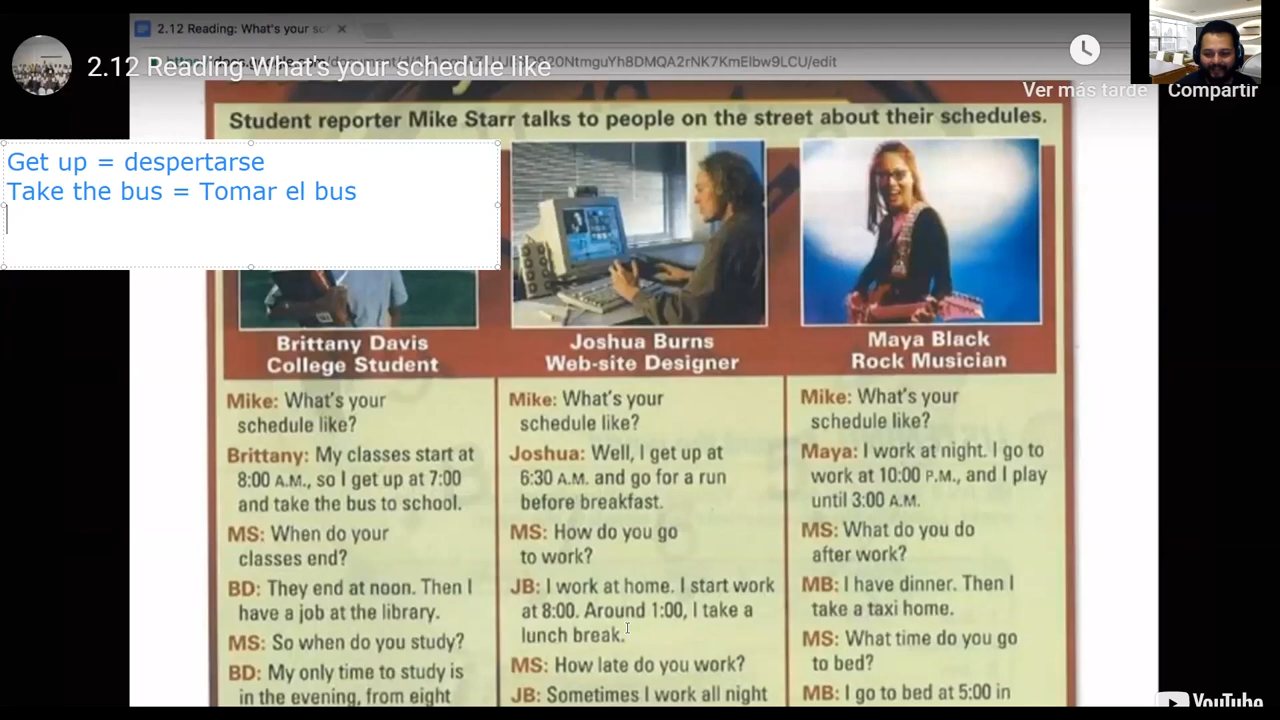 2.12 Reading: What's your sc
2.12 Reading What's your schedule like
Ver más tarde
Compartir
Student reporter Mike Starr talks to people on the street about their schedules.
Get up = despertarse
Take the bus = Tomar el bus
Brittany Davis
College Student
Mike: What's your
schedule like?
Brittany: My classes start at
8:00 A.M., so I get up at 7:00
and take the bus to school.
MS: When do your
classes end?
BD: They end at noon. Then I
have a job at the library.
MS: So when do you study?
BD: My only time to study is
in the evening, from eight
Joshua Burns
Web-site Designer
Mike: What's your
schedule like?
Joshua: Well, I get up at
6:30 A.M. and go for a run
before breakfast.
MS: How do you go
to work?
JB: I work at home. I start work
at 8:00. Around 1:00, I take a
lunch break.
MS: How late do you work?
JB: Sometimes I work all night
Maya Black
Rock Musician
Mike: What's your
schedule like?
Maya: I work at night. I go to
work at 10:00 P.M., and I play
until 3:00 A.M.
MS: What do you do
after work?
MB: I have dinner. Then I
take a taxi home.
MS: What time do you go
to bed?
MB: I go to bed at 5:00 in
YouTube